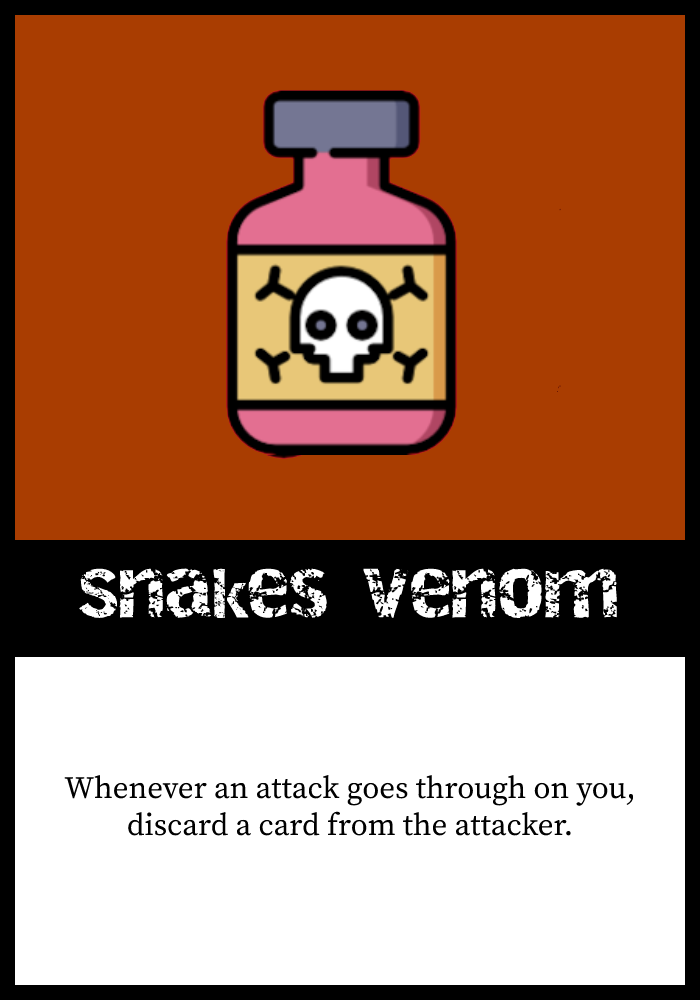 snakes venom
Whenever an attack goes through on you,
discard a card from the attacker.